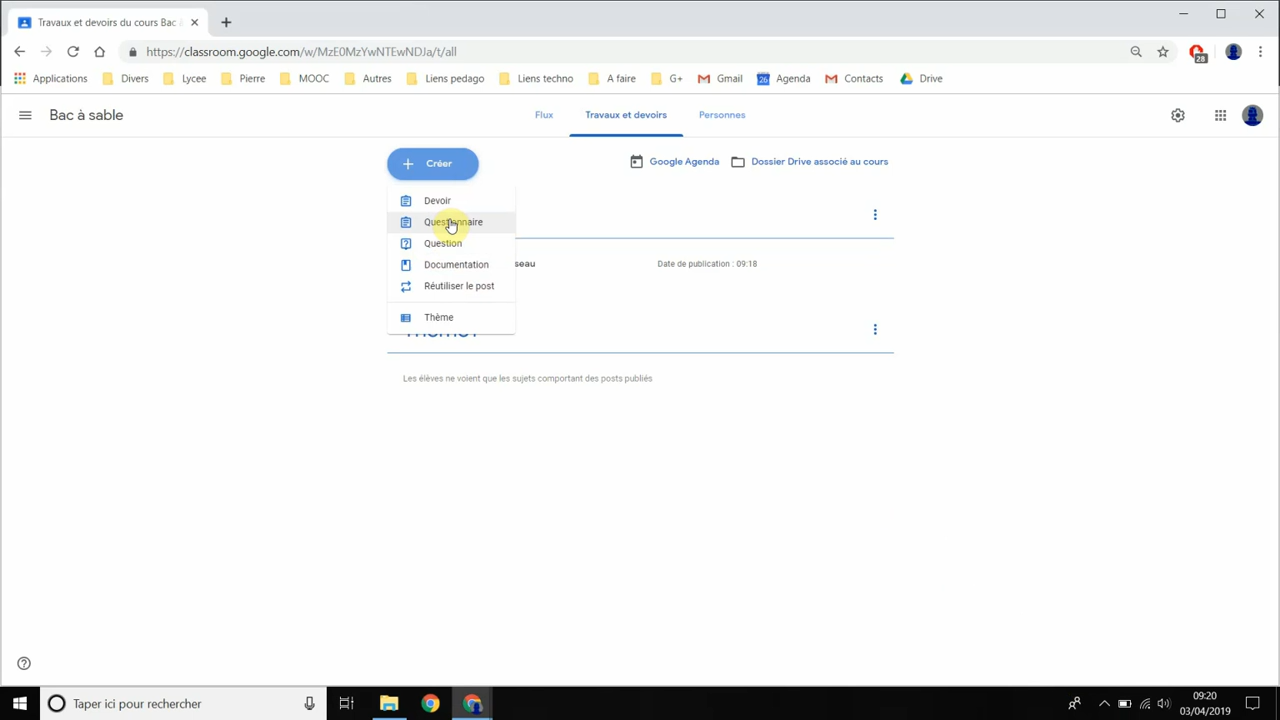 Travaux et devoirs du cours Bac à
https://classroom.google.com/w/MzE0MzYwNTEwNDJa/t/all
28
Applications Divers Lycee Pierre MOOC Autres Liens pedago Liens techno A faire G+ Gmail 26 Agenda Contacts Drive
Bac à sable Flux Travaux et devoirs Personnes
Créer Google Agenda Dossier Drive associé au cours
Devoir
Questionnaire
Question
Documentation seau Date de publication : 09:18
Réutiliser le post
Thème
Les élèves ne voient que les sujets comportant des posts publiés
Taper ici pour rechercher
09:20
03/04/2019